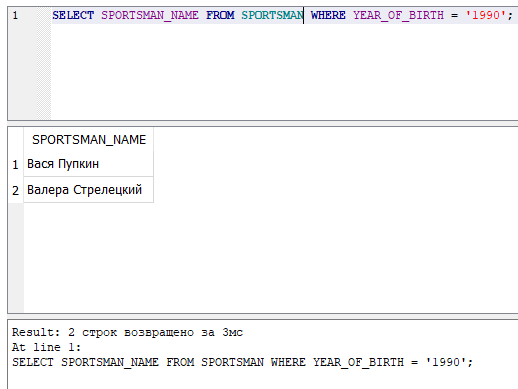 1 SELECT SPORTSMAN_NAME FROM SPORTSMAN WHERE YEAR_OF_BIRTH = '1990';
SPORTSMAN_NAME
1 Вася Пупкин
2 Валера Стрелецкий
Result: 2 строк возвращено за 3мс
At line 1:
SELECT SPORTSMAN_NAME FROM SPORTSMAN WHERE YEAR_OF_BIRTH = '1990';